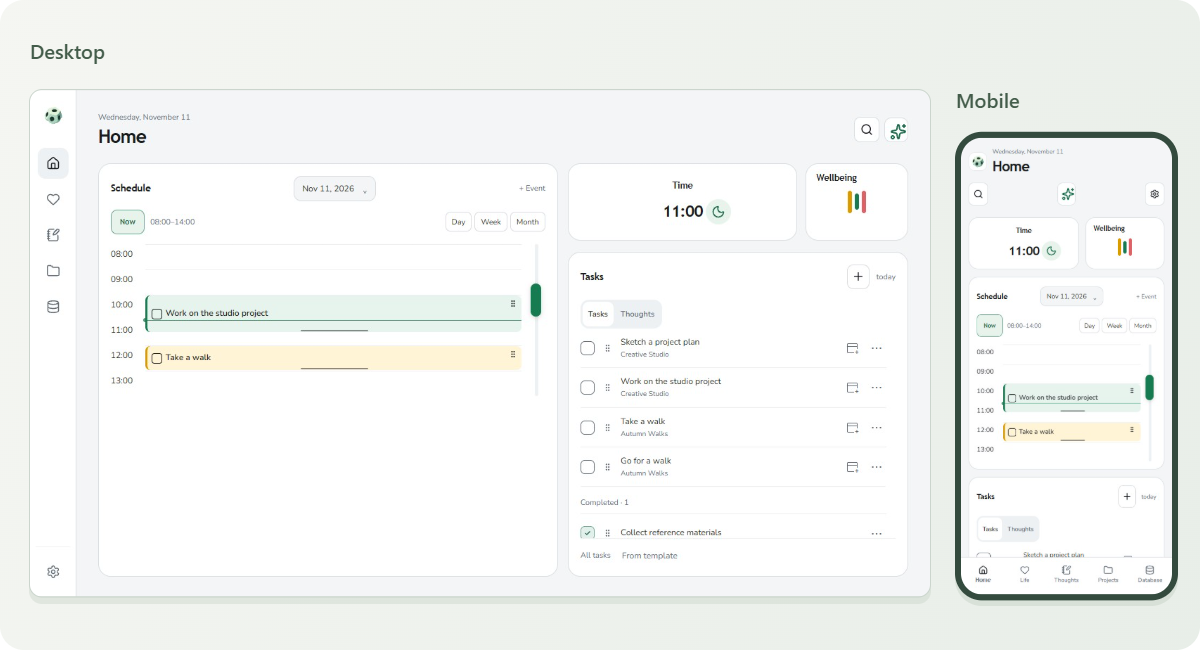 Desktop
Wednesday, November 11
Home
Schedule
Nov 11, 2026
+ Event
Now
08:00–14:00
Day
Week
Month
08:00
09:00
10:00
Work on the studio project
11:00
12:00
Take a walk
13:00
Time
11:00
Wellbeing
Tasks
+
today
Tasks
Thoughts
Sketch a project plan
Creative Studio
Work on the studio project
Creative Studio
Take a walk
Autumn Walks
Go for a walk
Autumn Walks
Completed · 1
Collect reference materials
All tasks
From template
Mobile
Wednesday, November 11
Home
Time
11:00
Wellbeing
Schedule
Nov 11, 2026
+ Event
Now
08:00–14:00
Day
Week
Month
08:00
09:00
10:00
Work on the studio project
11:00
12:00
Take a walk
13:00
Tasks
+
today
Tasks
Thoughts
Sketch a project plan
Home
Life
Thoughts
Projects
Database